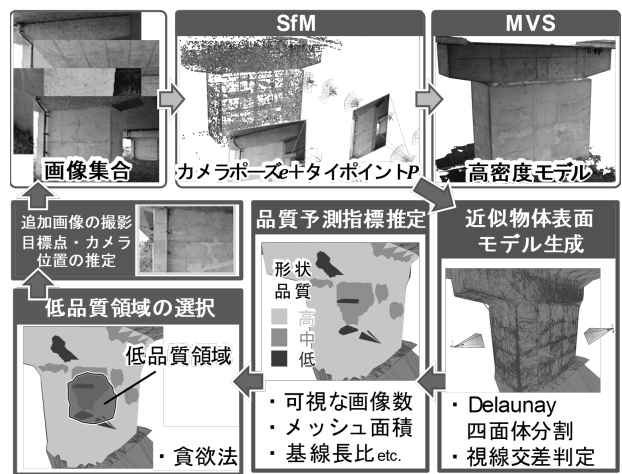 SfM
MVS
画像集合
カメラポーズe+タイポイントP
高密度モデル
追加画像の撮影
目標点・カメラ
位置の推定
品質予測指標推定
近似物体表面
モデル生成
形状
品質
高
中
低
低品質領域の選択
低品質領域
・貪欲法
・可視な画像数
・メッシュ面積
・基線長比etc.
・Delaunay
四面体分割
・視線交差判定